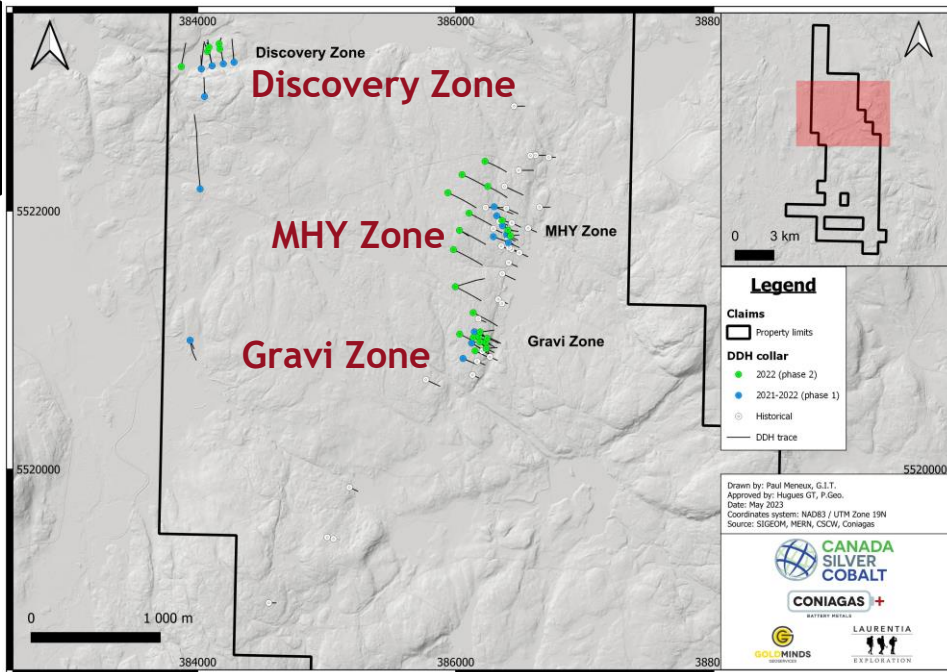 384000
386000
3880
Discovery Zone
Discovery Zone
5522000
MHY Zone
MHY Zone
Gravi Zone
Gravi Zone
5520000
5520000
0
1 000 m
384000
386000
3880
0
3 km
Legend
Claims
Property limits
DDH collar
2022 (phase 2)
2021-2022 (phase 1)
Historical
DDH trace
Drawn by: Paul Meneux, G.I.T.
Approved by: Hugues GT, P.Geo.
Date: May 2023
Coordinates system: NAD83 / UTM Zone 19N
Source: SIGEOM, MERN, CSCW, Coniagas
CANADA
SILVER
COBALT
CONIAGAS +
BATTERY METALS
G
GOLDMINDS
GEOSERVICES
LAURENTIA
EXPLORATION